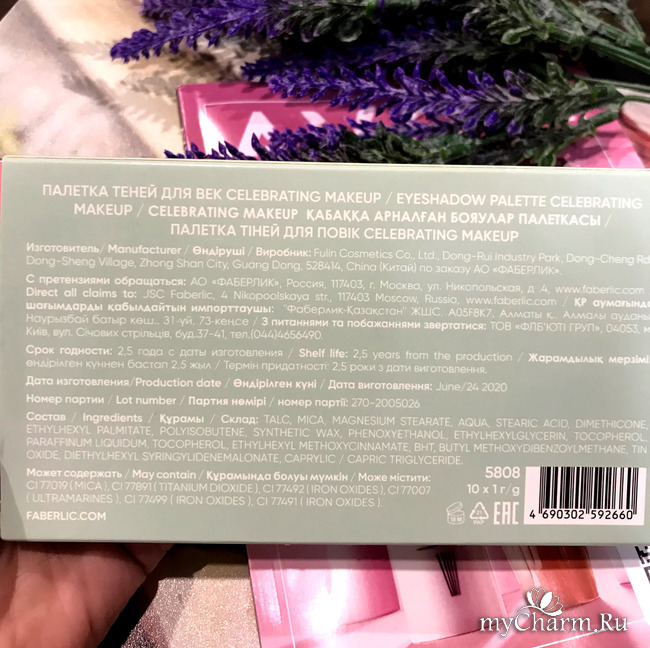 ПАЛЕТКА ТЕНЕЙ ДЛЯ ВЕК CELEBRATING MAKEUP / EYESHADOW PALETTE CELEBRATING
MAKEUP / CELEBRATING MAKEUP ҚАБАҚҚА АРНАЛҒАН БОЯУЛАР ПАЛЕТКАСЫ /
ПАЛЕТКА ТІНЕЙ ДЛЯ ПОВІК CELEBRATING MAKEUP
Изготовитель/ Manufacturer / Өндіруші / Виробник: Fulin Cosmetics Co., Ltd., Dong-Rui Industry Park, Dong-Cheng Rd,
Dong-Sheng Village, Zhong Shan City, Guang Dong, 528414, China (Китай) по заказу АО «ФАБЕРЛИК».
С претензиями обращаться: АО «ФАБЕРЛИК», Россия, 117403, г. Москва, ул. Никопольская, д .4, www.faberlic.com /
Direct all claims to: JSC Faberlic, 4 Nikopoolskaya str., 117403 Moscow, Russia, www.faberlic.com / ҚР аумағында
шағымдарды қабылдайтын импорттаушы: "Фаберлик-Казахстан" ЖШС. A05F8K7, Алматы қ. Алмалы ауданы
Наурызбай батыр көш.. 31-үй, 73-кеңсе / З питаннями та побажаннями звертатися: ТОВ «ФЛБ'ЮТІ ГРУП», 04053, м.
Київ, вул. Січових стрільців, буд.37-41, тел.(044)4656490.
Срок годности: 2,5 года с даты изготовления / Shelf life: 2,5 years from the production / Жарамдылық мерзімі:
өндірілген күннен бастап 2,5 жыл / Термін придатності: 2,5 роки з дати виготовлення.
Дата изготовления/Production date / Өндірілген күні / Дата виготовлення: June/24 2020
Номер партии / Lot number / Партия нөмірі / номер партії: 270-2005026
Состав / Ingredients / Құрамы / Склад: TALC, MICA, MAGNESIUM STEARATE, AQUA, STEARIC ACID, DIMETHICONE,
ETHYLHEXYL PALMITATE, POLYISOBUTENE, SYNTHETIC WAX, PHENOXYETHANOL, ETHYLHEXYLGLYCERIN, TOCOPHEROL,
PARAFFINUM LIQUIDUM, TOCOPHEROL, ETHYLHEXYL METHOXYCINNAMATE, BHT, BUTYL METHOXYDIBENZOYLMETHANE, TIN
OXIDE, DIETHYLHEXYL SYRINGYLIDENEMALONATE, CAPRYLIC / CAPRIC TRIGLYCERIDE.
Может содержать / May contain / Құрамында болуы мүмкін / Може містити:
CI 77019 (MICA ), CI 77891 (TITANIUM DIOXIDE ), CI 77492 (IRON OXIDES ), CI 77007
( ULTRAMARINES ), CI 77499 ( IRON OXIDES ), CI 77491 ( IRON OXIDES ).
FABERLIC.COM
5808
10 x 1 г/g
PAP
EAC
4 690302 592660
myCharm.Ru